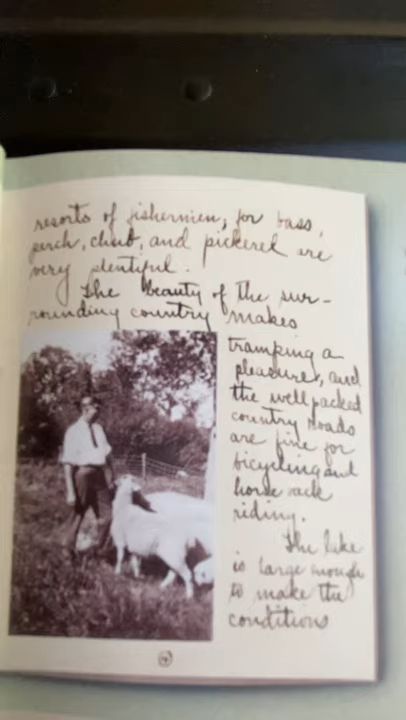 resorts of fishermen, for bass,
perch, chub, and pickerel are
very plentiful.
The beauty of the sur-
rounding country makes
tramping a
pleasure, and
the well packed
country roads
are fine for
bicycling and
horse back
riding.
The lake
is large enough
to make the
conditions